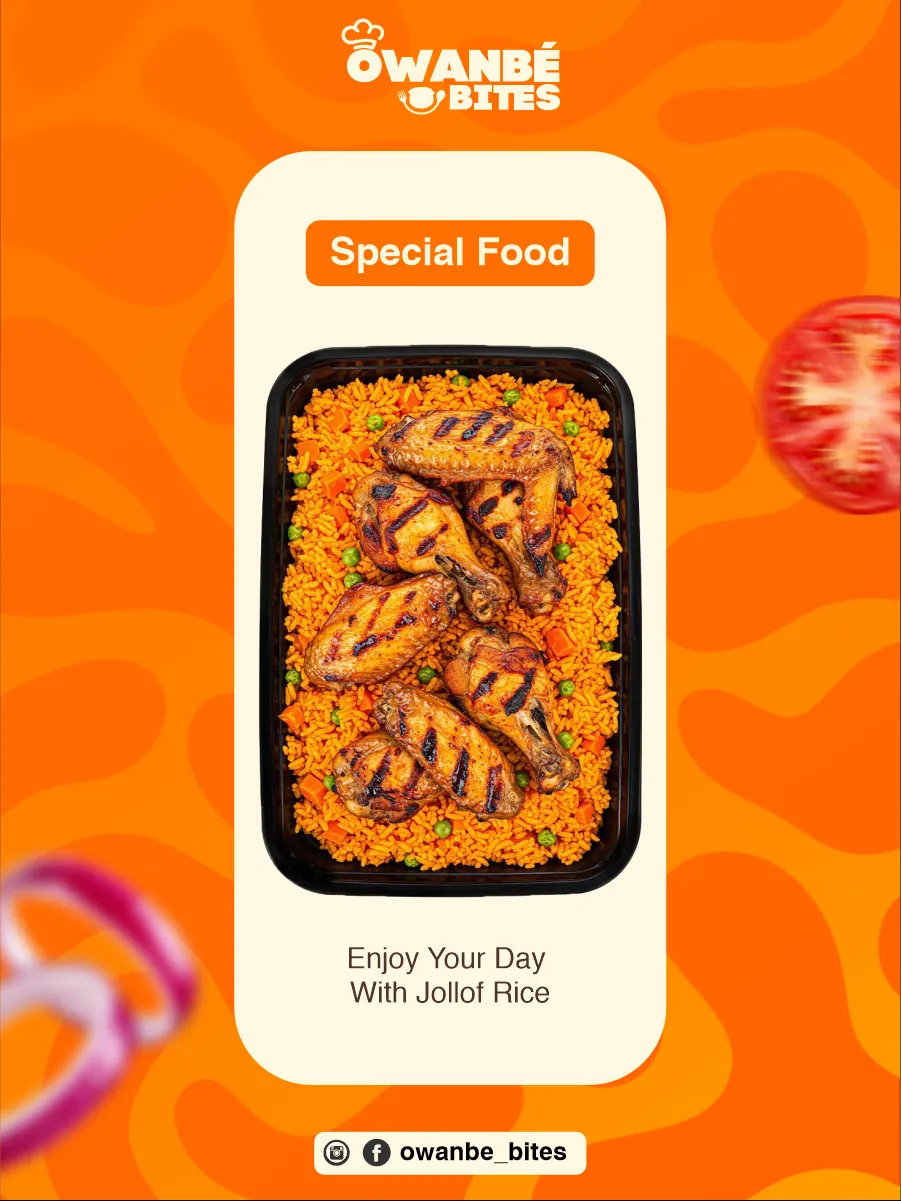 OWANBÉ
BITES
Special Food
Enjoy Your Day
With Jollof Rice
owanbe_bites